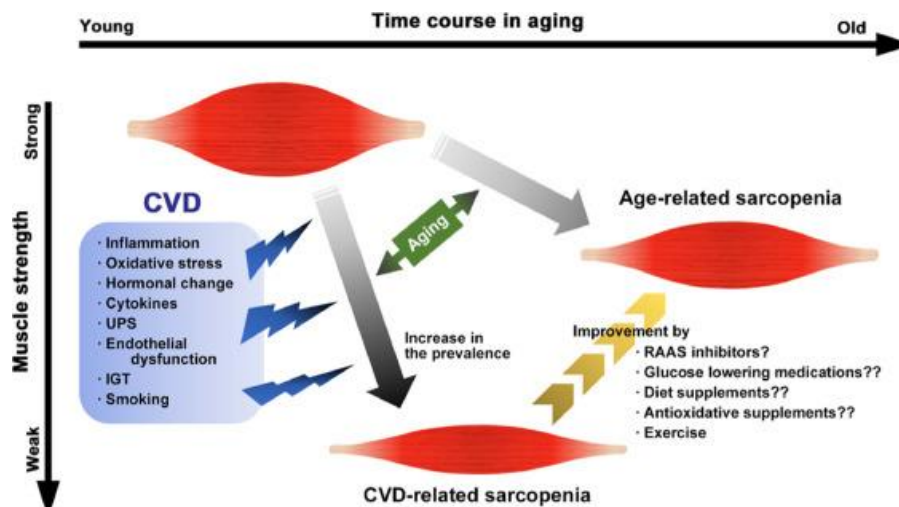 Time course in aging
Young
Old
Strong
Muscle strength
Weak
CVD
· Inflammation
· Oxidative stress
· Hormonal change
· Cytokines
· UPS
· Endothelial
dysfunction
· IGT
· Smoking
Aging
Increase in
the prevalence
Age-related sarcopenia
Improvement by
· RAAS inhibitors?
· Glucose lowering medications??
· Diet supplements??
· Antioxidative supplements??
· Exercise
CVD-related sarcopenia